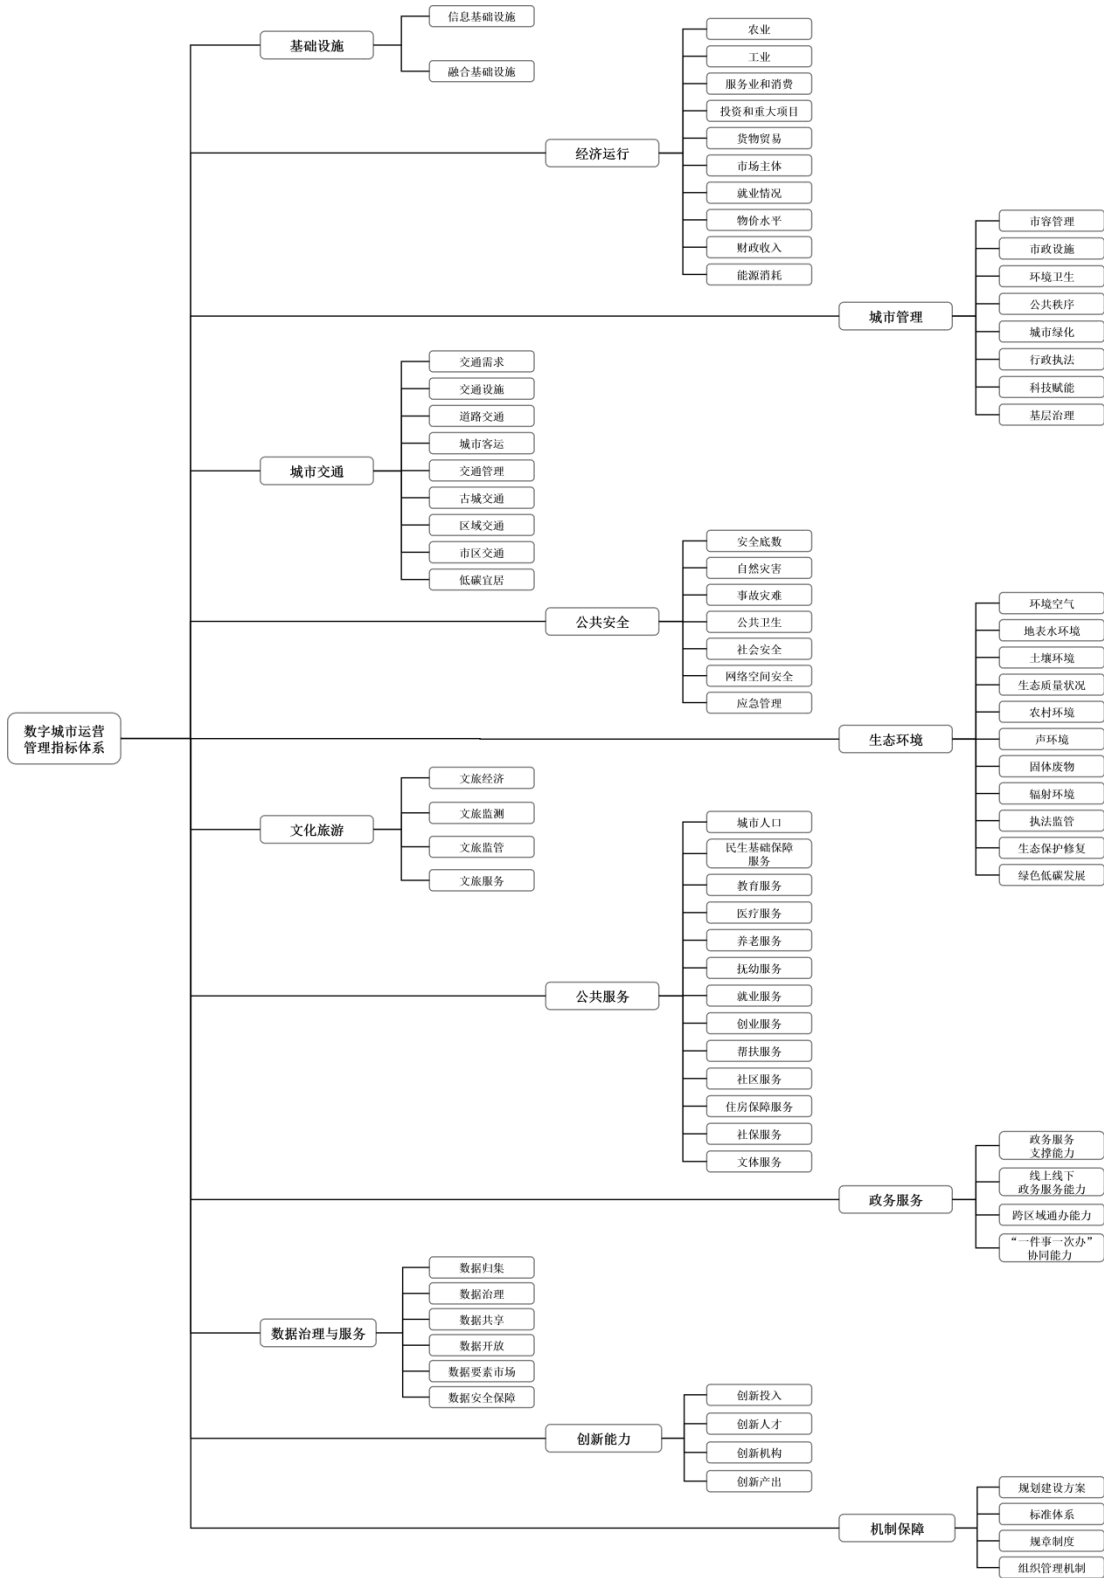 数字城市运营
管理指标体系
基础设施
信息基础设施
融合基础设施
经济运行
农业
工业
服务业和消费
投资和重大项目
货物贸易
市场主体
就业情况
物价水平
财政收入
能源消耗
城市管理
市容管理
市政设施
环境卫生
公共秩序
城市绿化
行政执法
科技赋能
基层治理
城市交通
交通需求
交通设施
道路交通
城市客运
交通管理
古城交通
区域交通
市区交通
低碳宜居
公共安全
安全底数
自然灾害
事故灾难
公共卫生
社会安全
网络空间安全
应急管理
生态环境
环境空气
地表水环境
土壤环境
生态质量状况
农村环境
声环境
固体废物
辐射环境
执法监管
生态保护修复
绿色低碳发展
文化旅游
文旅经济
文旅监测
文旅监管
文旅服务
公共服务
城市人口
民生基础保障
服务
教育服务
医疗服务
养老服务
抚幼服务
就业服务
创业服务
帮扶服务
社区服务
住房保障服务
社保服务
文体服务
政务服务
政务服务
支撑能力
线上线下
政务服务能力
跨区域通办能力
“一件事一次办”
协同能力
数据治理与服务
数据归集
数据治理
数据共享
数据开放
数据要素市场
数据安全保障
创新能力
创新投入
创新人才
创新机构
创新产出
机制保障
规划建设方案
标准体系
规章制度
组织管理机制